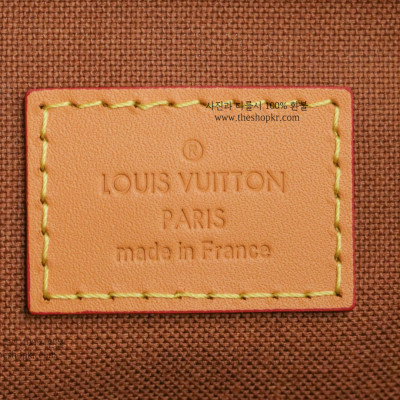 사진과 다를시 100% 환불
www.theshopkr.com
®
LOUIS VUITTON
PARIS
made in France